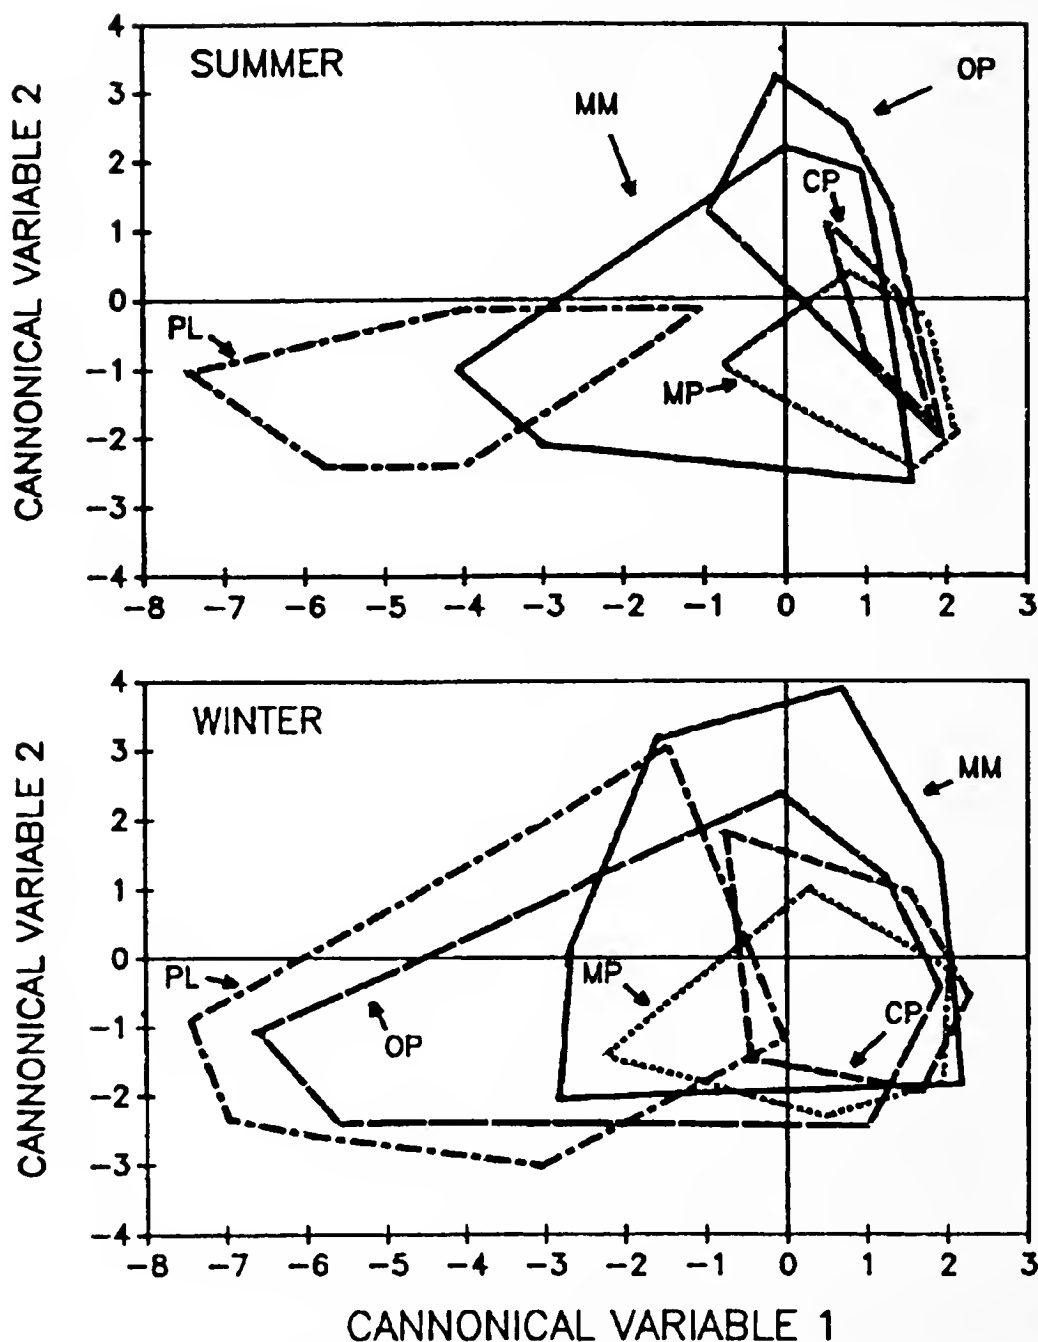 SUMMER
OP
MM
CP
PL
MP
CANNONICAL VARIABLE 2
4
3
2
1
0
−1
−2
−3
−4
−8 −7 −6 −5 −4 −3 −2 −1 0 1 2 3
WINTER
MM
PL
MP
OP
CP
CANNONICAL VARIABLE 2
4
3
2
1
0
−1
−2
−3
−4
−8 −7 −6 −5 −4 −3 −2 −1 0 1 2 3
CANNONICAL VARIABLE 1